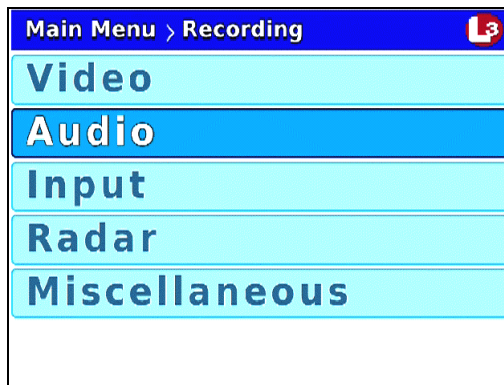 Main Menu > Recording L3
Video
Audio
Input
Radar
Miscellaneous